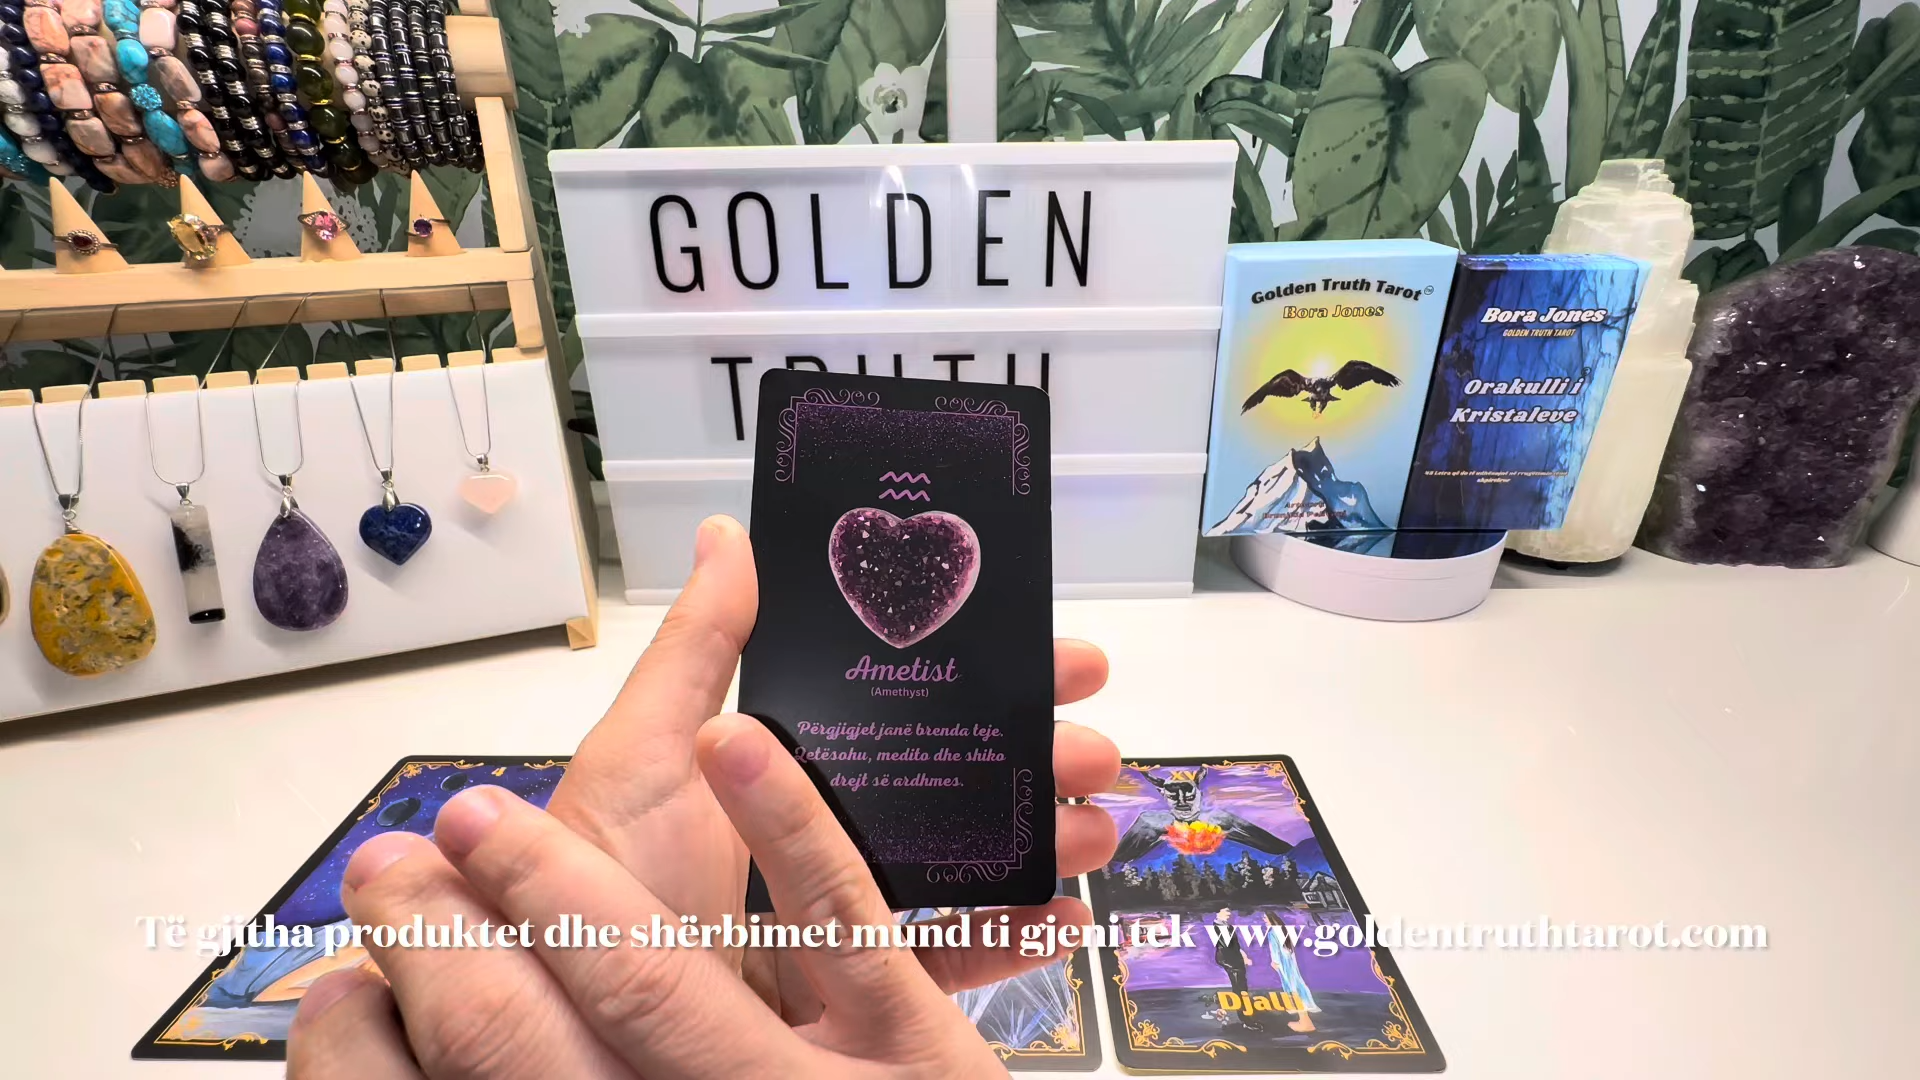 GOLDEN
TRUTH
Golden Truth Tarot
Bora Jones
Bora Jones
GOLDEN TRUTH TAROT
Orakulli i
Kristaleve
Ametist
(Amethyst)
Përgjigjet janë brenda teje.
Qetësohu, medito dhe shiko
drejt së ardhmes.
XV
Të gjitha produktet dhe shërbimet mund ti gjeni tek www.goldentruthtarot.com
Djalli